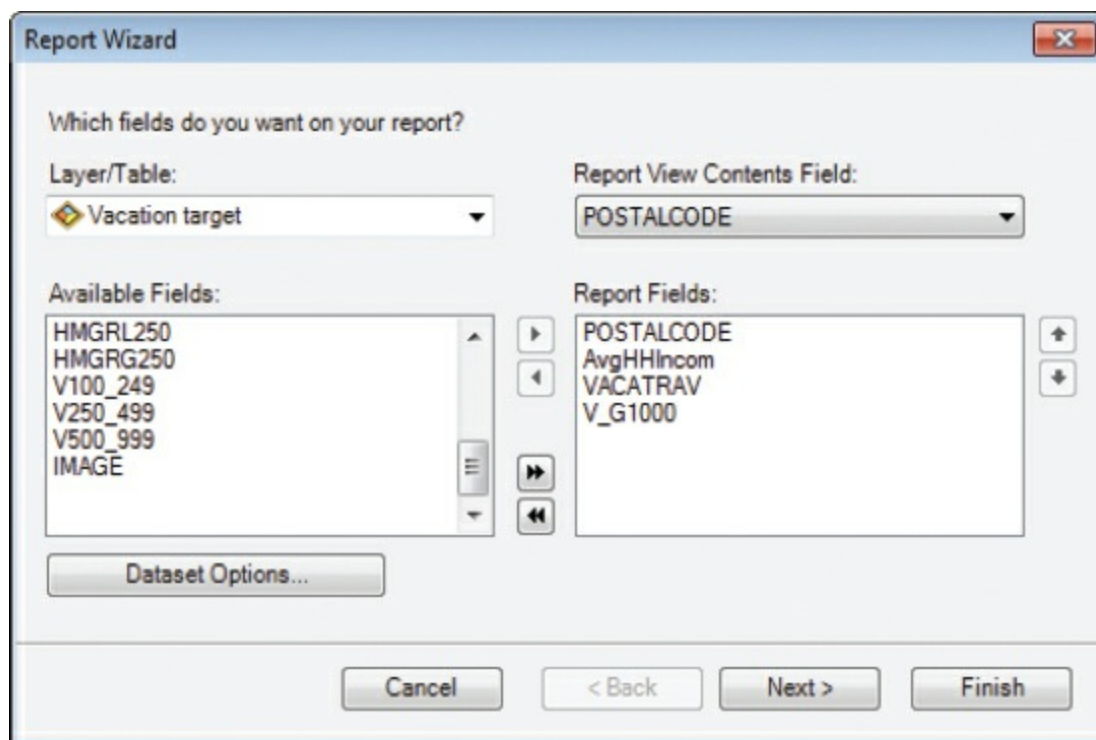 Report Wizard
Which fields do you want on your report?
Layer/Table:
Vacation target
Report View Contents Field:
POSTALCODE
Available Fields:
HMGRL250
HMGRG250
V100_249
V250_499
V500_999
IMAGE
Report Fields:
POSTALCODE
AvgHHIncom
VACATRAV
V_G1000
Dataset Options...
Cancel
< Back
Next >
Finish